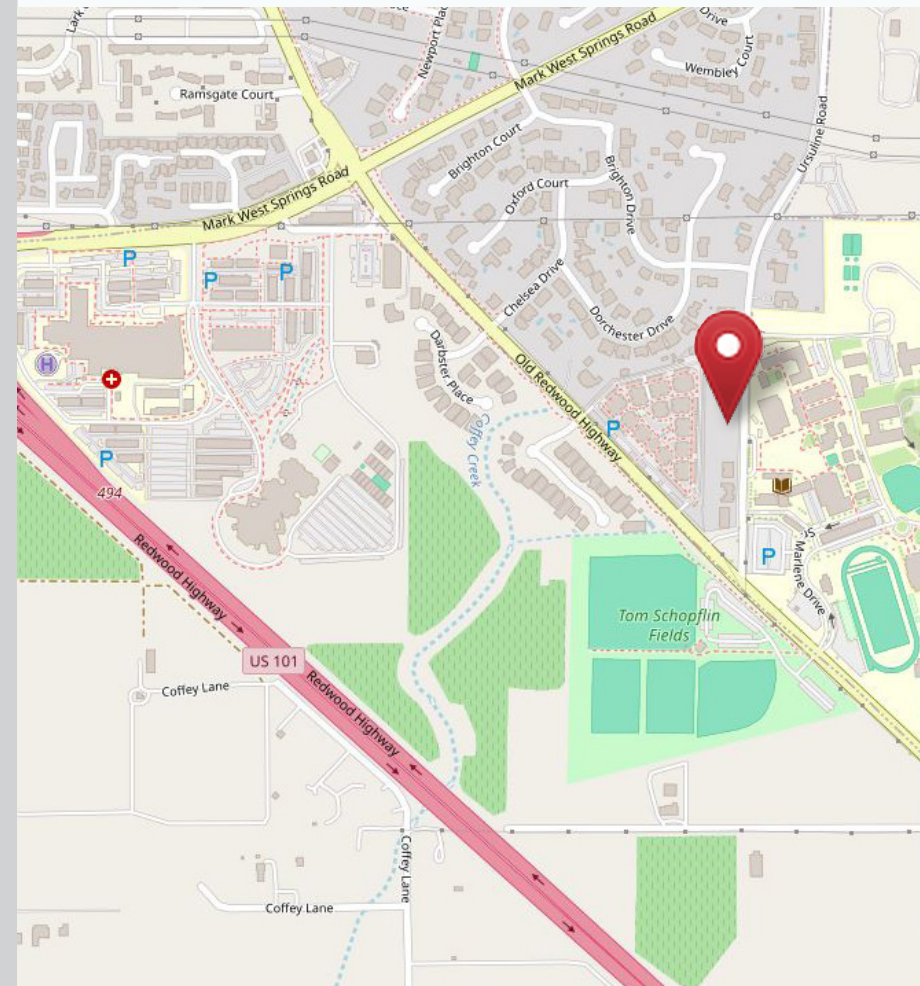 Lark
Newport Plac
Drive
Wembley Court
Mark West Springs Road
Ramsgate Court
Ursuline Road
Brighton Court
Brighton Drive
Oxford Court
Mark West Springs Road
P
P
P
Chelsea Drive
Dorchester Drive
Old Redwood Highway
Darbster Place
H
Coffey Creek
P
P
494
P
Marlene Drive
Redwood Highway
Tom Schopflin
Fields
US 101
Coffey Lane
Redwood Highway
Coffey Lane
Coffey Lane